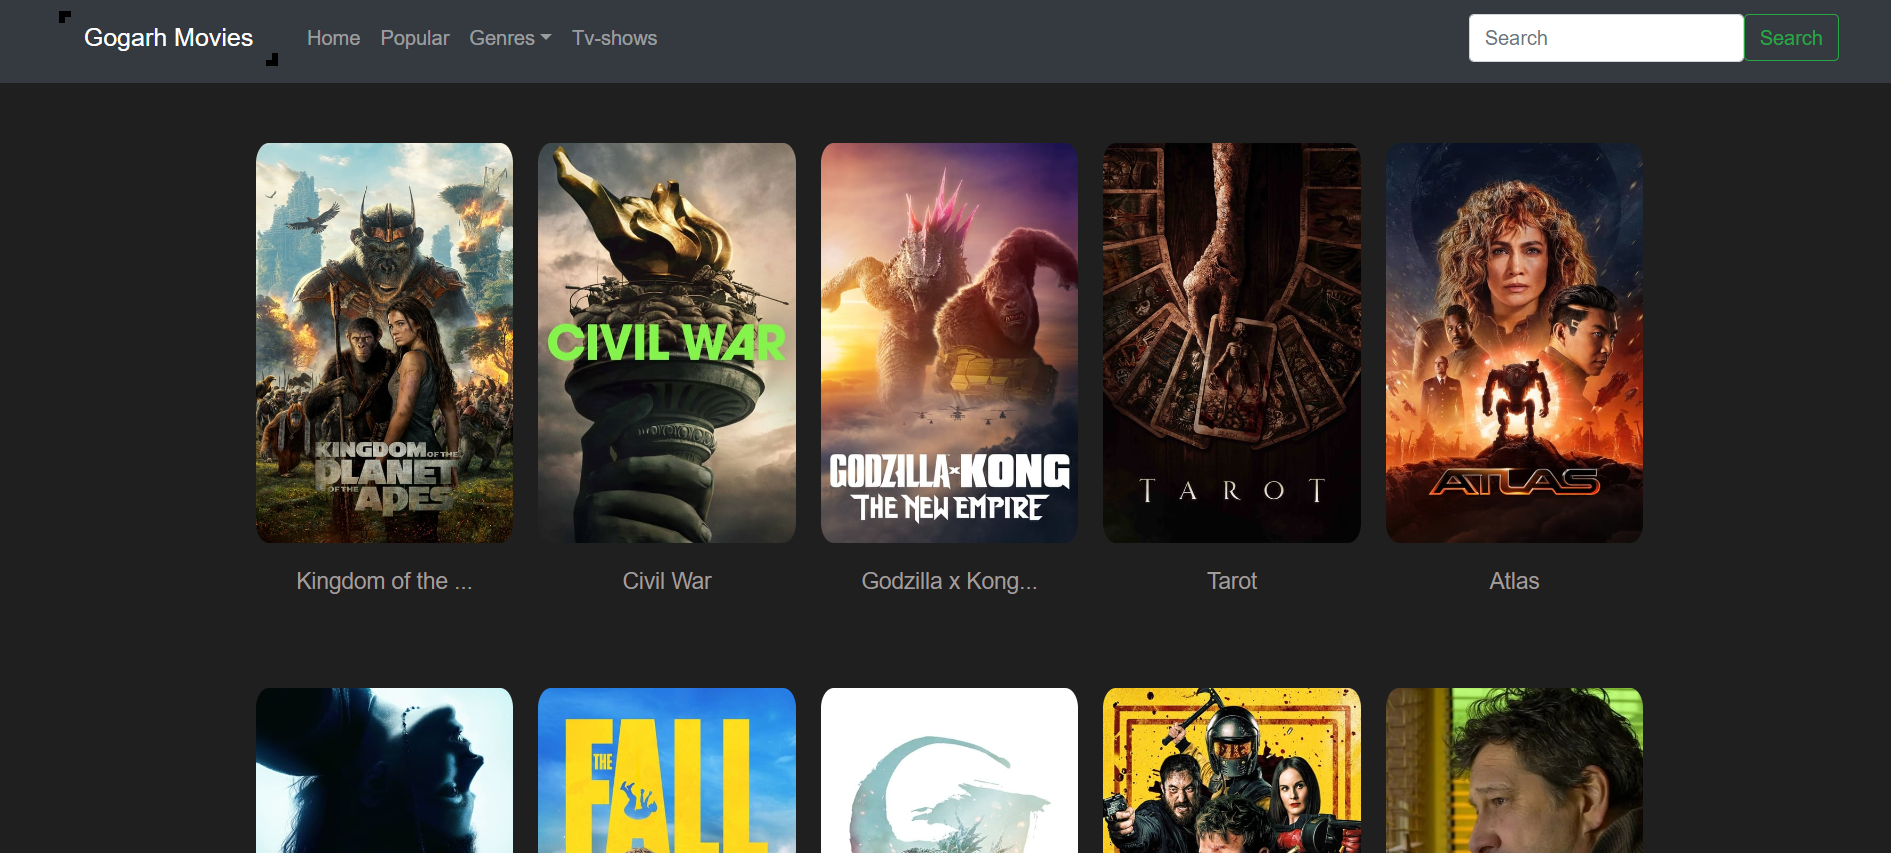 Gogarh Movies
Home
Popular
Genres
Tv-shows
Search
Search
KINGDOM OF THE
PLANET
OF THE APES
CIVIL WAR
GODZILLA x KONG
THE NEW EMPIRE
TAROT
ATLAS
Kingdom of the ...
Civil War
Godzilla x Kong...
Tarot
Atlas
THE
FALL